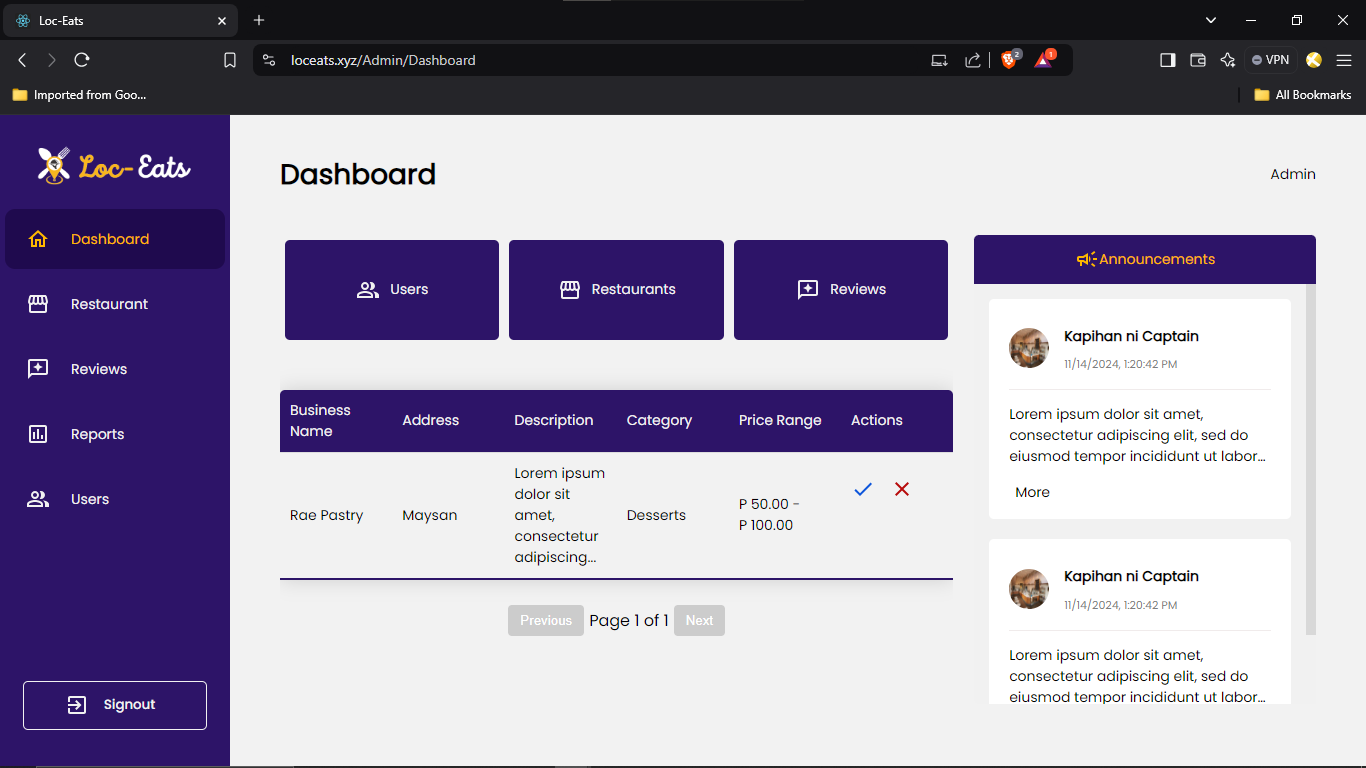 Loc-Eats
loceats.xyz/Admin/Dashboard
2
1
VPN
Imported from Goo...
All Bookmarks
Loc-Eats
Dashboard
Restaurant
Reviews
Reports
Users
Signout
Dashboard
Admin
Users
Restaurants
Reviews
Business
Name
Address
Description
Category
Price Range
Actions
Rae Pastry
Maysan
Lorem ipsum
dolor sit
amet,
consectetur
adipiscing...
Desserts
P 50.00 -
P 100.00
Previous
Page 1 of 1
Next
Announcements
Kapihan ni Captain
11/14/2024, 1:20:42 PM
Lorem ipsum dolor sit amet,
consectetur adipiscing elit, sed do
eiusmod tempor incididunt ut labor...
More
Kapihan ni Captain
11/14/2024, 1:20:42 PM
Lorem ipsum dolor sit amet,
consectetur adipiscing elit, sed do
eiusmod tempor incididunt ut labor...